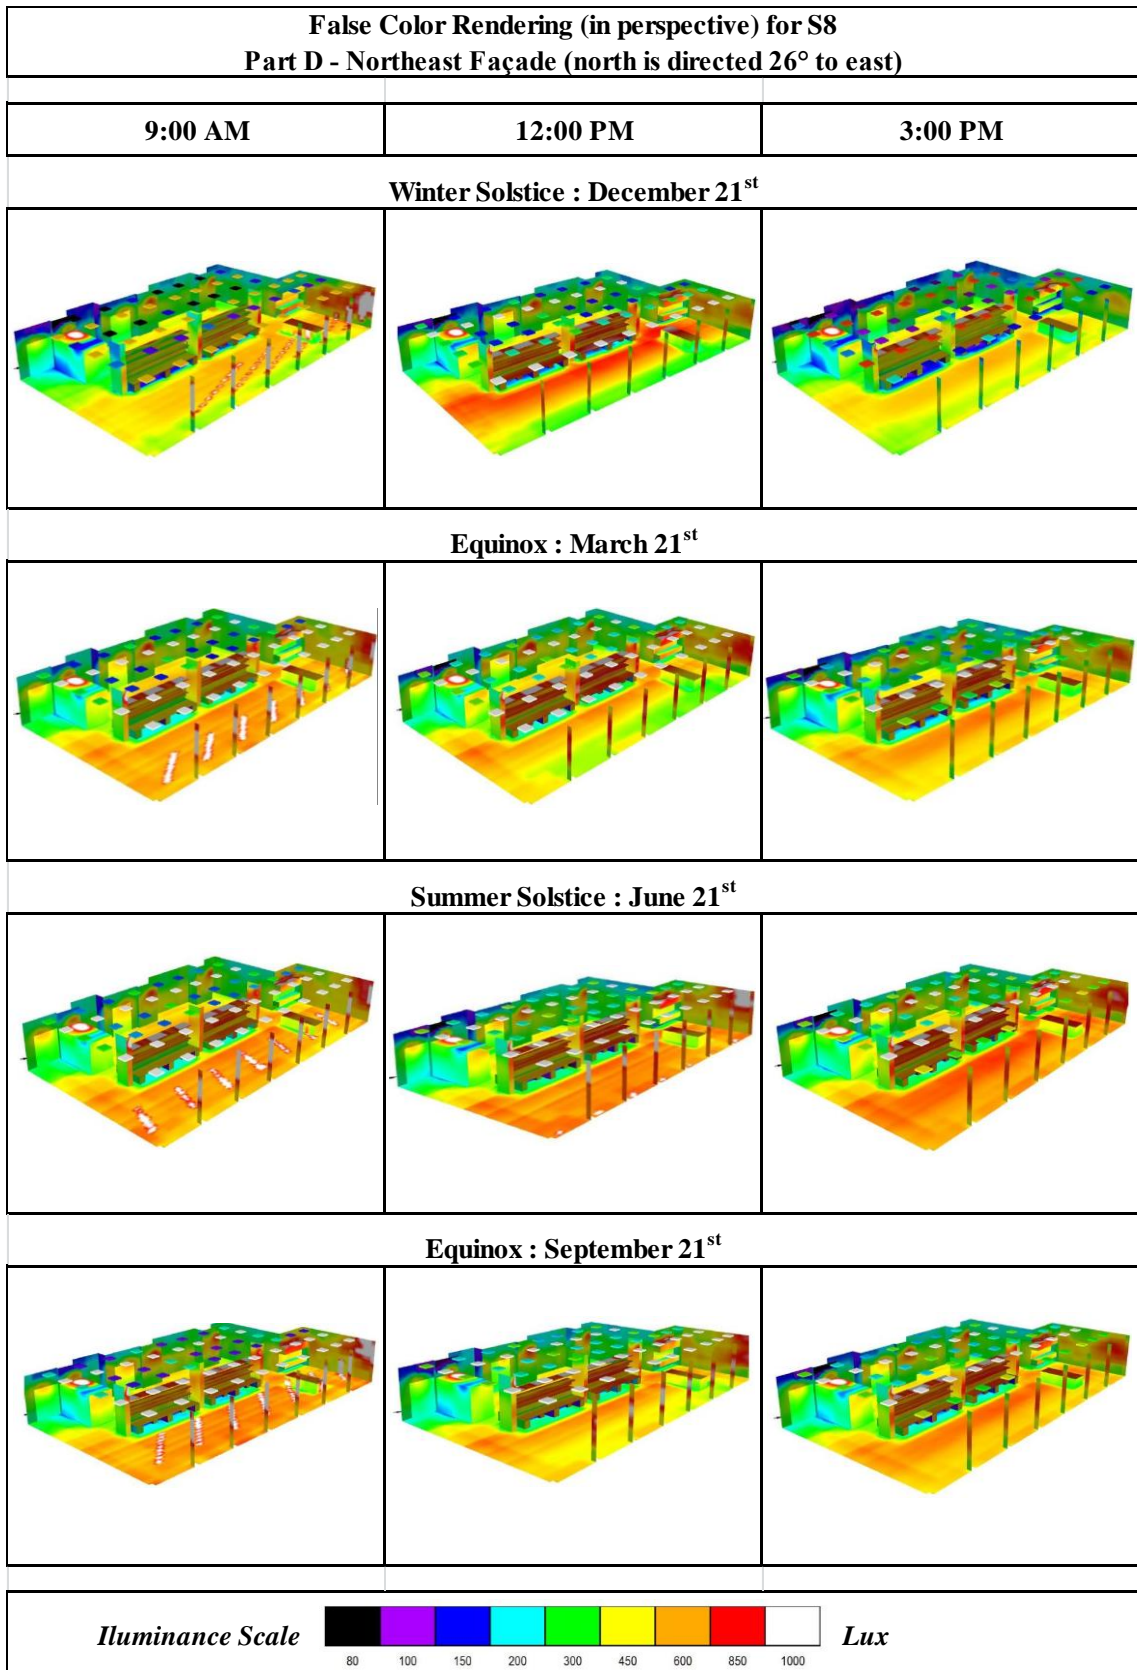 False Color Rendering (in perspective) for S8
Part D - Northeast Façade (north is directed 26° to east)
9:00 AM 12:00 PM 3:00 PM
Winter Solstice : December 21st
Equinox : March 21st
Summer Solstice : June 21st
Equinox : September 21st
Iluminance Scale Lux
80 100 150 200 300 450 600 850 1000